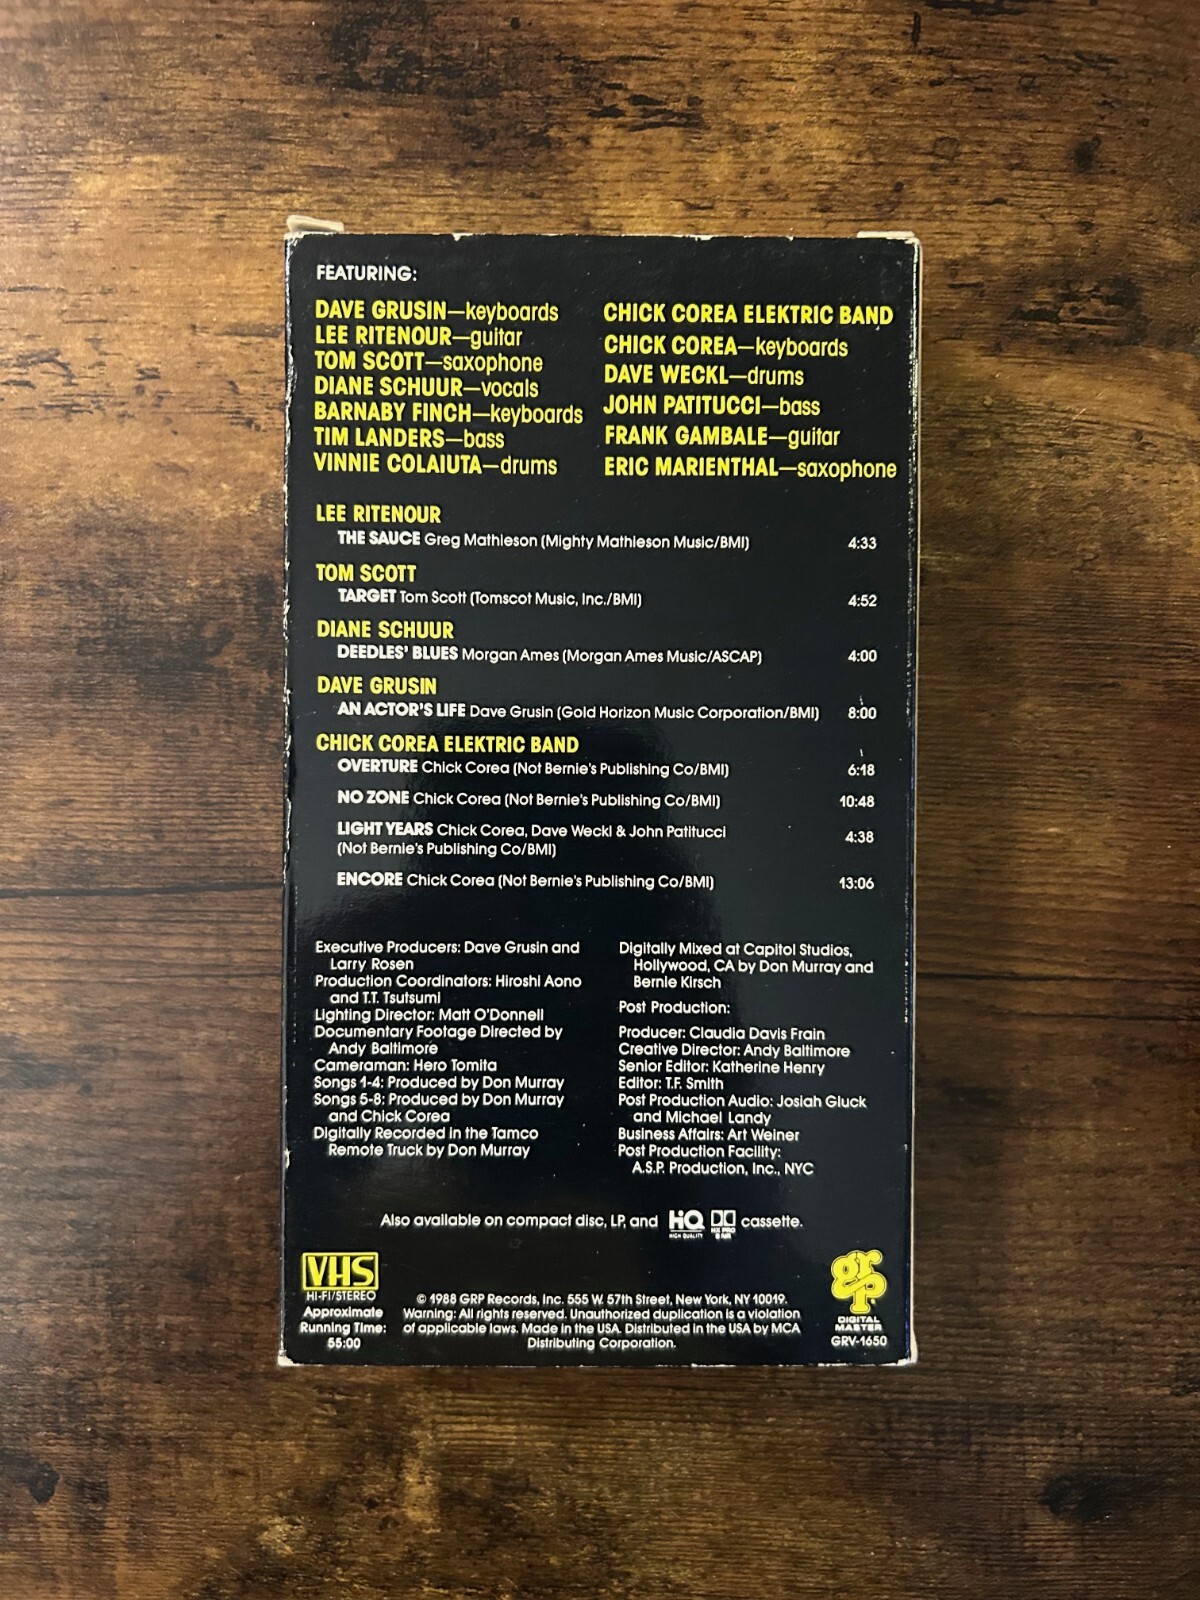 FEATURING:
DAVE GRUSIN—keyboards
LEE RITENOUR—guitar
TOM SCOTT—saxophone
DIANE SCHUUR—vocals
BARNABY FINCH—keyboards
TIM LANDERS—bass
VINNIE COLAIUTA—drums
CHICK COREA ELEKTRIC BAND
CHICK COREA—keyboards
DAVE WECKL—drums
JOHN PATITUCCI—bass
FRANK GAMBALE—guitar
ERIC MARIENTHAL—saxophone
LEE RITENOUR
THE SAUCE Greg Mathieson (Mighty Mathieson Music/BMI) 4:33
TOM SCOTT
TARGET Tom Scott (Tomscot Music, Inc./BMI) 4:52
DIANE SCHUUR
DEEDLES' BLUES Morgan Ames (Morgan Ames Music/ASCAP) 4:00
DAVE GRUSIN
AN ACTOR'S LIFE Dave Grusin (Gold Horizon Music Corporation/BMI) 8:00
CHICK COREA ELEKTRIC BAND
OVERTURE Chick Corea (Not Bernie's Publishing Co/BMI) 6:18
NO ZONE Chick Corea (Not Bernie's Publishing Co/BMI) 10:48
LIGHT YEARS Chick Corea, Dave Weckl & John Patitucci 4:38
(Not Bernie's Publishing Co/BMI)
ENCORE Chick Corea (Not Bernie's Publishing Co/BMI) 13:06
Executive Producers: Dave Grusin and
Larry Rosen
Production Coordinators: Hiroshi Aono
and T.T. Tsutsumi
Lighting Director: Matt O'Donnell
Documentary Footage Directed by
Andy Baltimore
Cameraman: Hero Tomita
Songs 1-4: Produced by Don Murray
Songs 5-8: Produced by Don Murray
and Chick Corea
Digitally Recorded in the Tamco
Remote Truck by Don Murray
Digitally Mixed at Capitol Studios,
Hollywood, CA by Don Murray and
Bernie Kirsch
Post Production:
Producer: Claudia Davis Frain
Creative Director: Andy Baltimore
Senior Editor: Katherine Henry
Editor: T.F. Smith
Post Production Audio: Josiah Gluck
and Michael Landy
Business Affairs: Art Weiner
Post Production Facility:
A.S.P. Production, Inc., NYC
Also available on compact disc, LP, and HiQ HIGH QUALITY HX PRO B NR cassette.
VHS
HI-FI/STEREO
Approximate
Running Time:
55:00
© 1988 GRP Records, Inc. 555 W. 57th Street, New York, NY 10019.
Warning: All rights reserved. Unauthorized duplication is a violation
of applicable laws. Made in the USA. Distributed in the USA by MCA
Distributing Corporation.
grp
DIGITAL
MASTER
GRV-1650